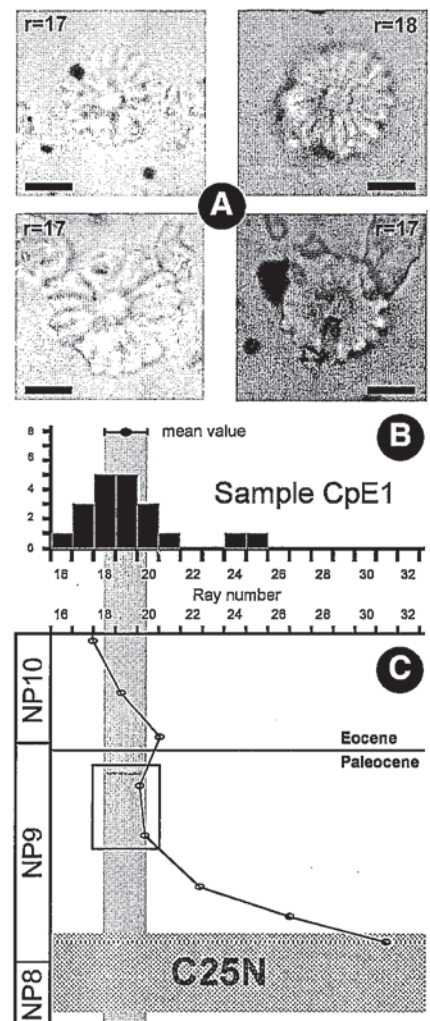 r=17
r=18
A
r=17
r=17
B
mean value
8
6
4
2
0
Sample CpE1
16 18 20 22 24 26 28 30 32
Ray number
16 18 20 22 24 26 28 30 32
C
NP10
Eocene
Paleocene
NP9
C25N
NP8